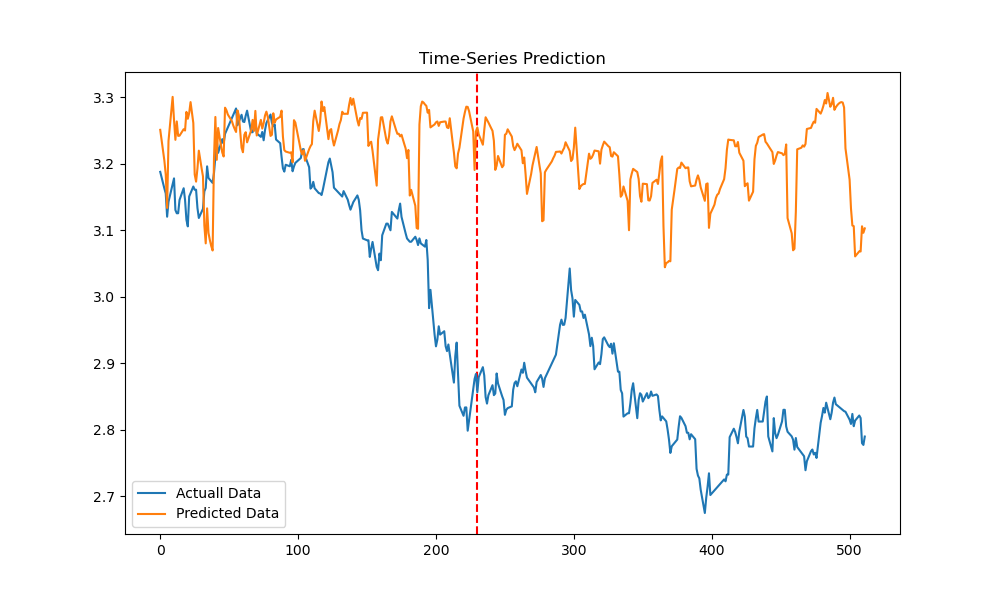 Time-Series Prediction
3.3
3.2
3.1
3.0
2.9
2.8
2.7
Actuall Data
Predicted Data
0 100 200 300 400 500